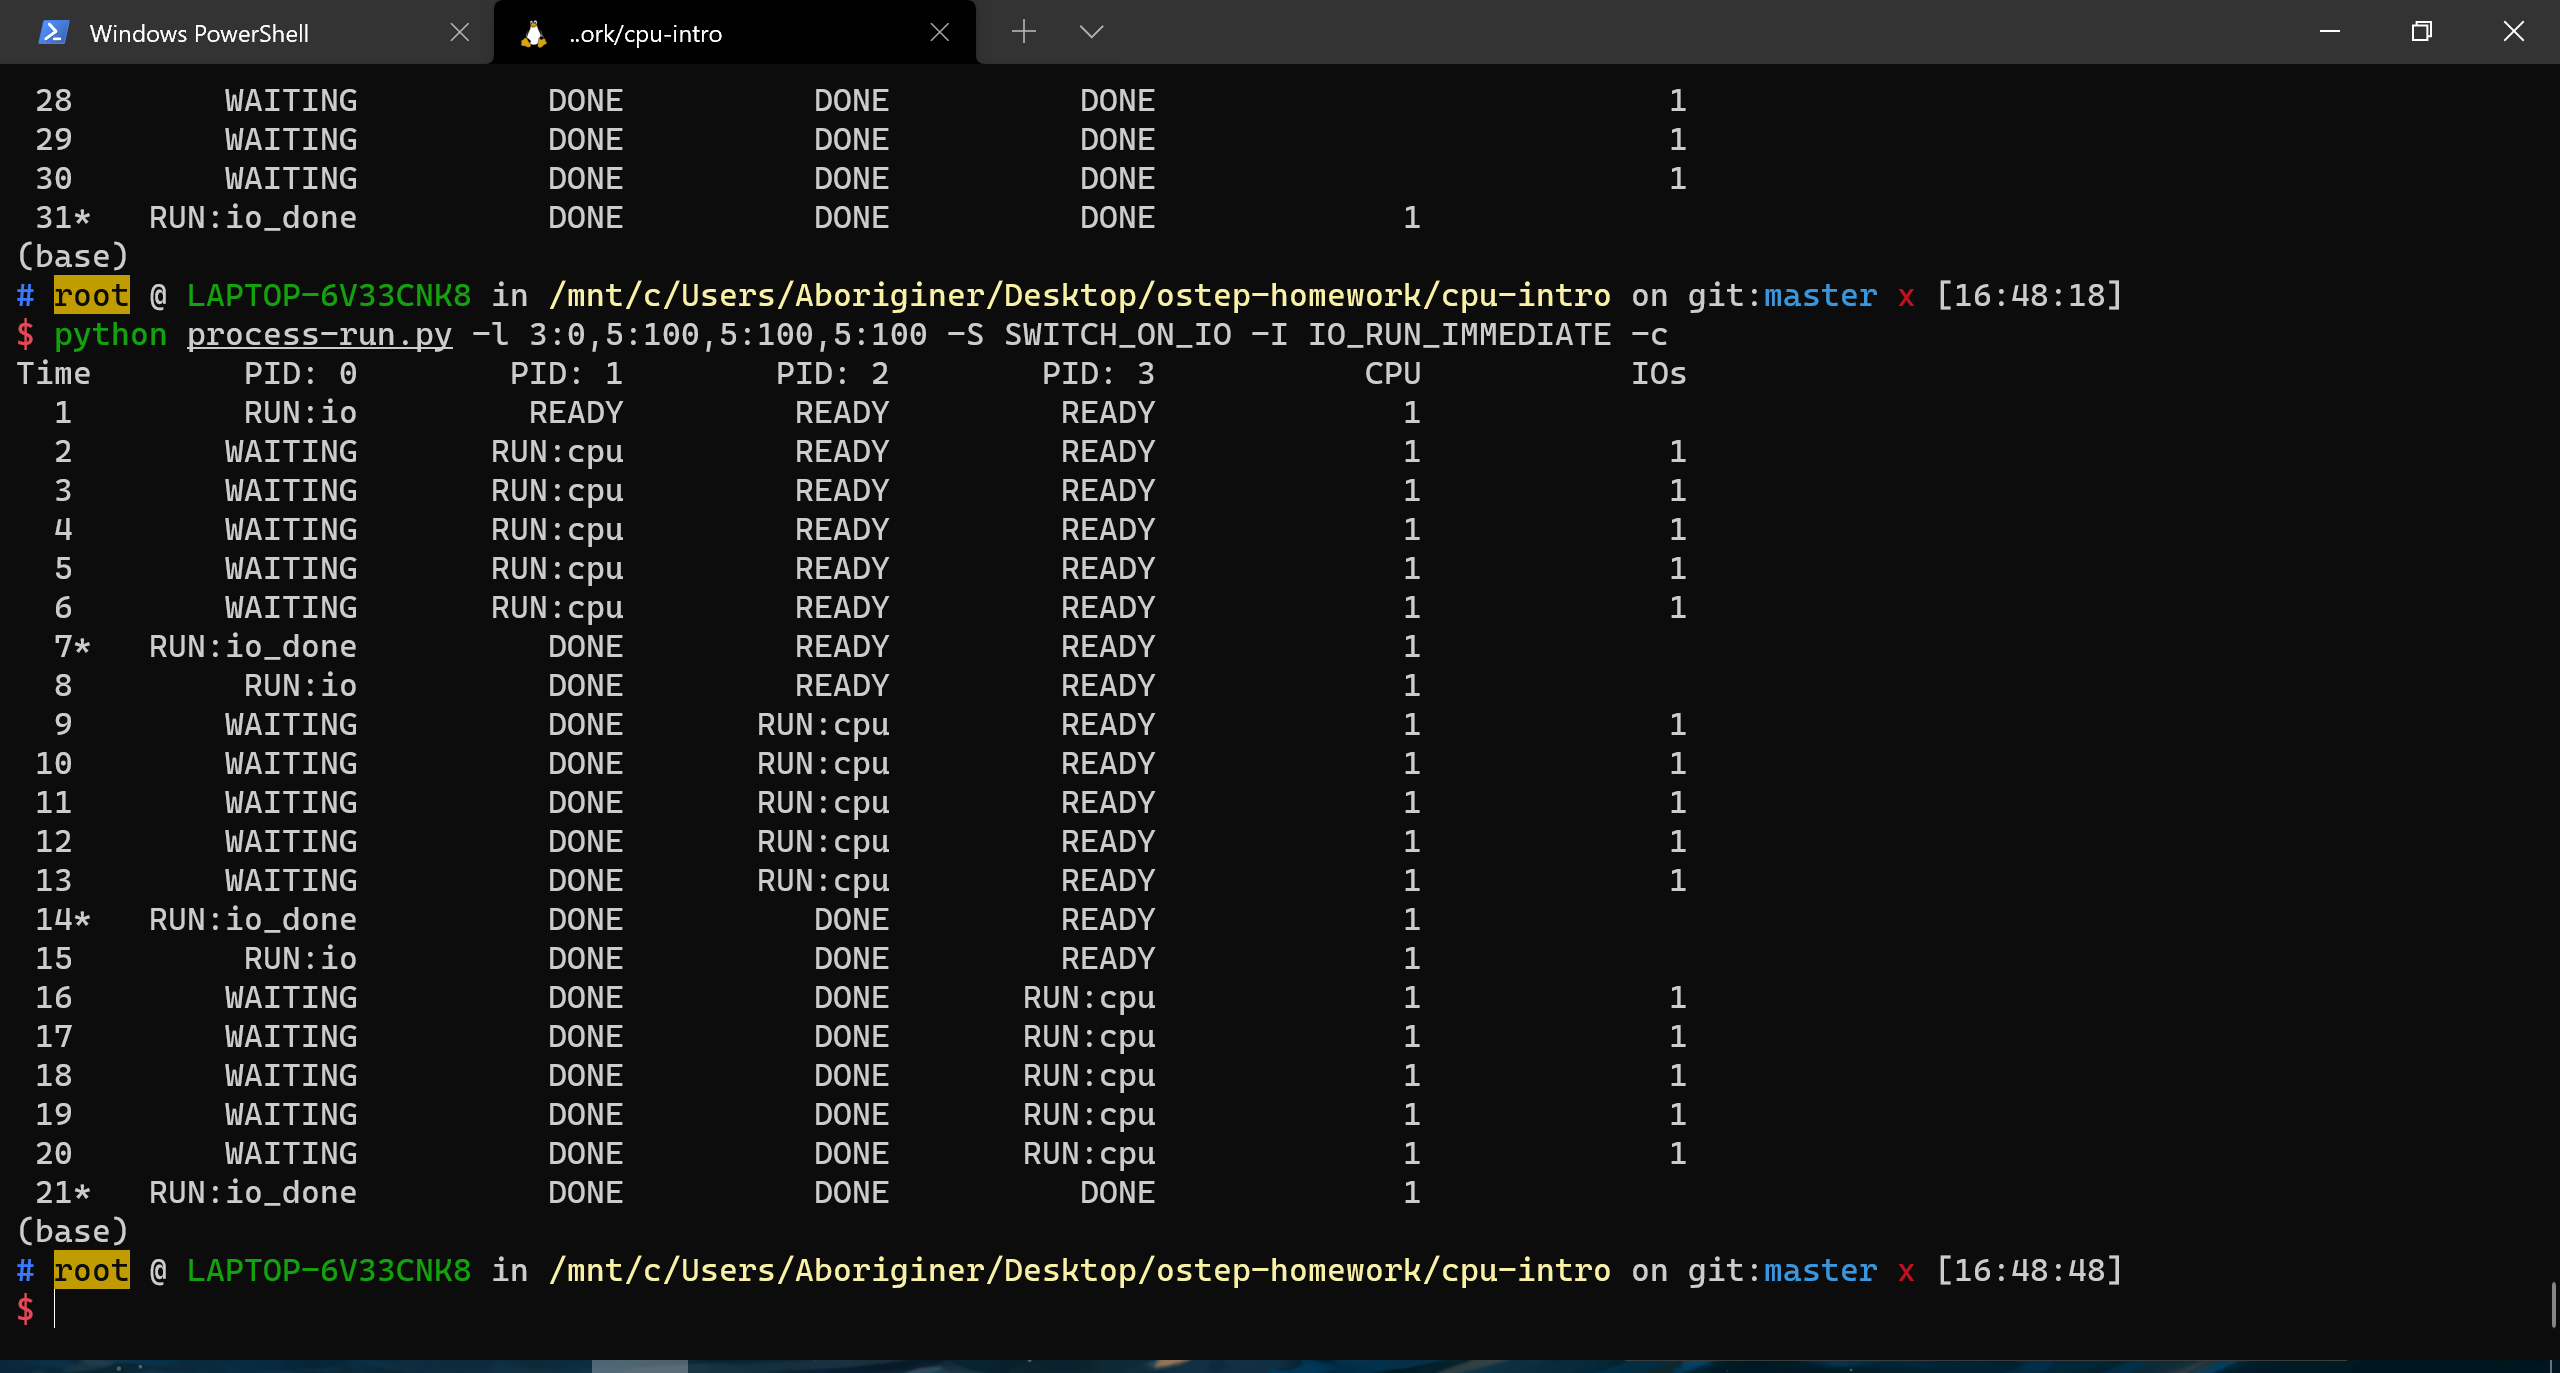 Windows PowerShell ..ork/cpu-intro
28 WAITING DONE DONE DONE 1
29 WAITING DONE DONE DONE 1
30 WAITING DONE DONE DONE 1
31* RUN:io_done DONE DONE DONE 1
(base)
# root @ LAPTOP-6V33CNK8 in /mnt/c/Users/Aboriginer/Desktop/ostep-homework/cpu-intro on git:master x [16:48:18]
$ python process-run.py -l 3:0,5:100,5:100,5:100 -S SWITCH_ON_IO -I IO_RUN_IMMEDIATE -c
Time PID: 0 PID: 1 PID: 2 PID: 3 CPU IOs
1 RUN:io READY READY READY 1
2 WAITING RUN:cpu READY READY 1 1
3 WAITING RUN:cpu READY READY 1 1
4 WAITING RUN:cpu READY READY 1 1
5 WAITING RUN:cpu READY READY 1 1
6 WAITING RUN:cpu READY READY 1 1
7* RUN:io_done DONE READY READY 1
8 RUN:io DONE READY READY 1
9 WAITING DONE RUN:cpu READY 1 1
10 WAITING DONE RUN:cpu READY 1 1
11 WAITING DONE RUN:cpu READY 1 1
12 WAITING DONE RUN:cpu READY 1 1
13 WAITING DONE RUN:cpu READY 1 1
14* RUN:io_done DONE DONE READY 1
15 RUN:io DONE DONE READY 1
16 WAITING DONE DONE RUN:cpu 1 1
17 WAITING DONE DONE RUN:cpu 1 1
18 WAITING DONE DONE RUN:cpu 1 1
19 WAITING DONE DONE RUN:cpu 1 1
20 WAITING DONE DONE RUN:cpu 1 1
21* RUN:io_done DONE DONE DONE 1
(base)
# root @ LAPTOP-6V33CNK8 in /mnt/c/Users/Aboriginer/Desktop/ostep-homework/cpu-intro on git:master x [16:48:48]
$